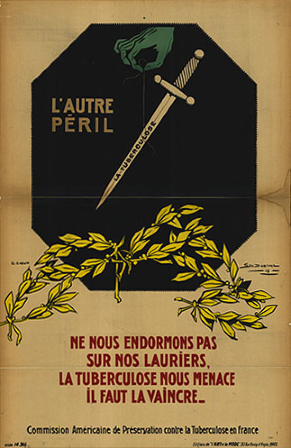 L'AUTRE
PÉRIL
LA TUBERCULOSE
NE NOUS ENDORMONS PAS
SUR NOS LAURIERS,
LA TUBERCULOSE NOUS MENACE
IL FAUT LA VAINCRE...
Commission Américaine de Préservation contre la Tuberculose en France